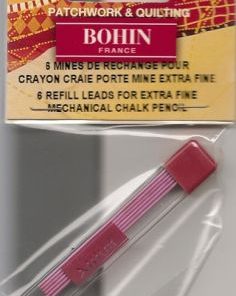 PATCHWORK & QUILTING
BOHIN
FRANCE
6 MINES DE RECHANGE POUR
CRAYON CRAIE PORTE MINE EXTRA FINE
6 REFILL LEADS FOR EXTRA FINE
MECHANICAL CHALK PENCIL